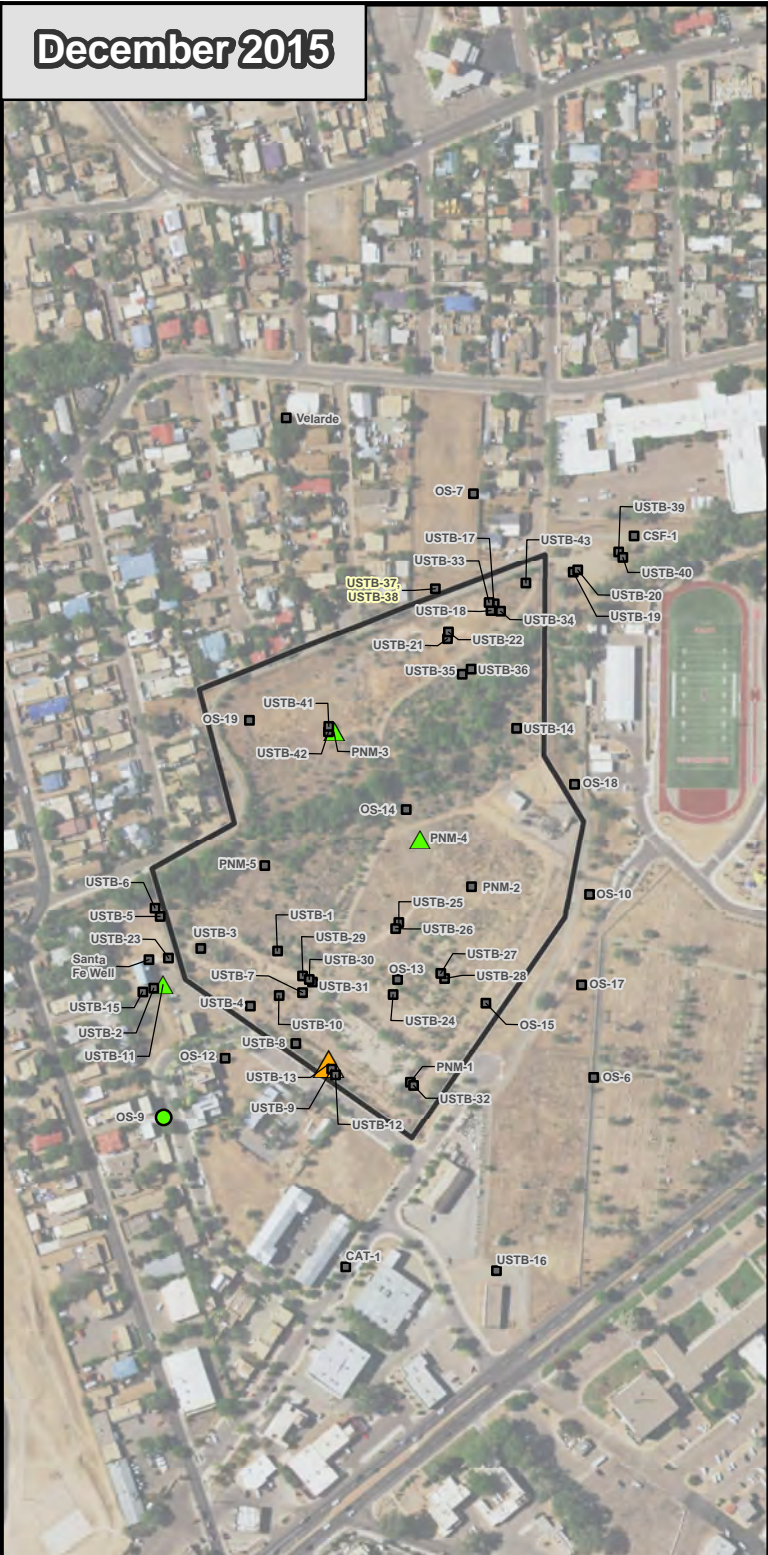 December 2015
Velarde
OS-7
USTB-39
USTB-17
USTB-43
CSF-1
USTB-33
USTB-40
USTB-37,
USTB-38
USTB-20
USTB-18
USTB-34
USTB-19
USTB-21
USTB-22
USTB-35
USTB-36
USTB-41
OS-19
USTB-14
USTB-42
PNM-3
OS-18
OS-14
PNM-4
PNM-5
USTB-6
PNM-2
OS-10
USTB-25
USTB-5
USTB-1
USTB-26
USTB-3
USTB-23
USTB-29
USTB-27
Santa
Fe Well
USTB-30
OS-13
USTB-7
USTB-28
USTB-31
OS-17
USTB-15
USTB-4
USTB-24
USTB-10
OS-15
USTB-2
USTB-8
USTB-11
OS-12
PNM-1
USTB-13
OS-6
USTB-32
USTB-9
OS-9
USTB-12
CAT-1
USTB-16